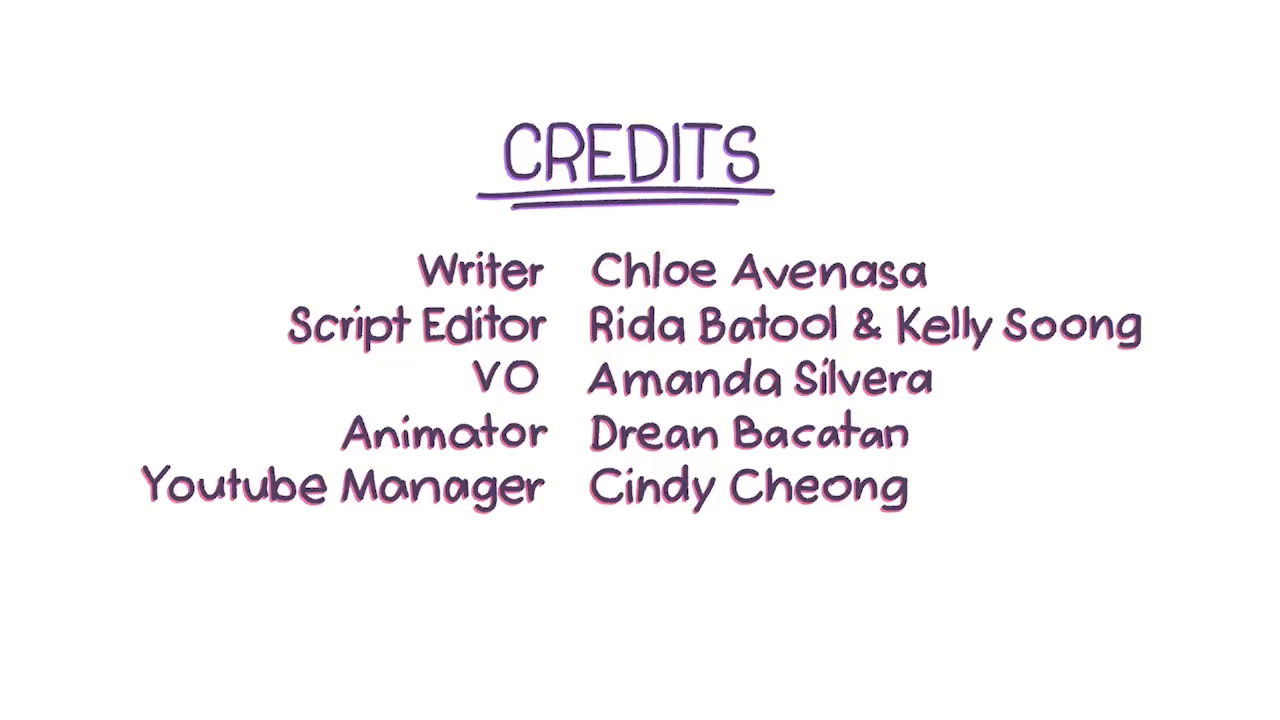 CREDITS
Writer Chloe Avenasa
Script Editor Rida Batool & Kelly Soong
VO Amanda Silvera
Animator Drean Bacatan
Youtube Manager Cindy Cheong